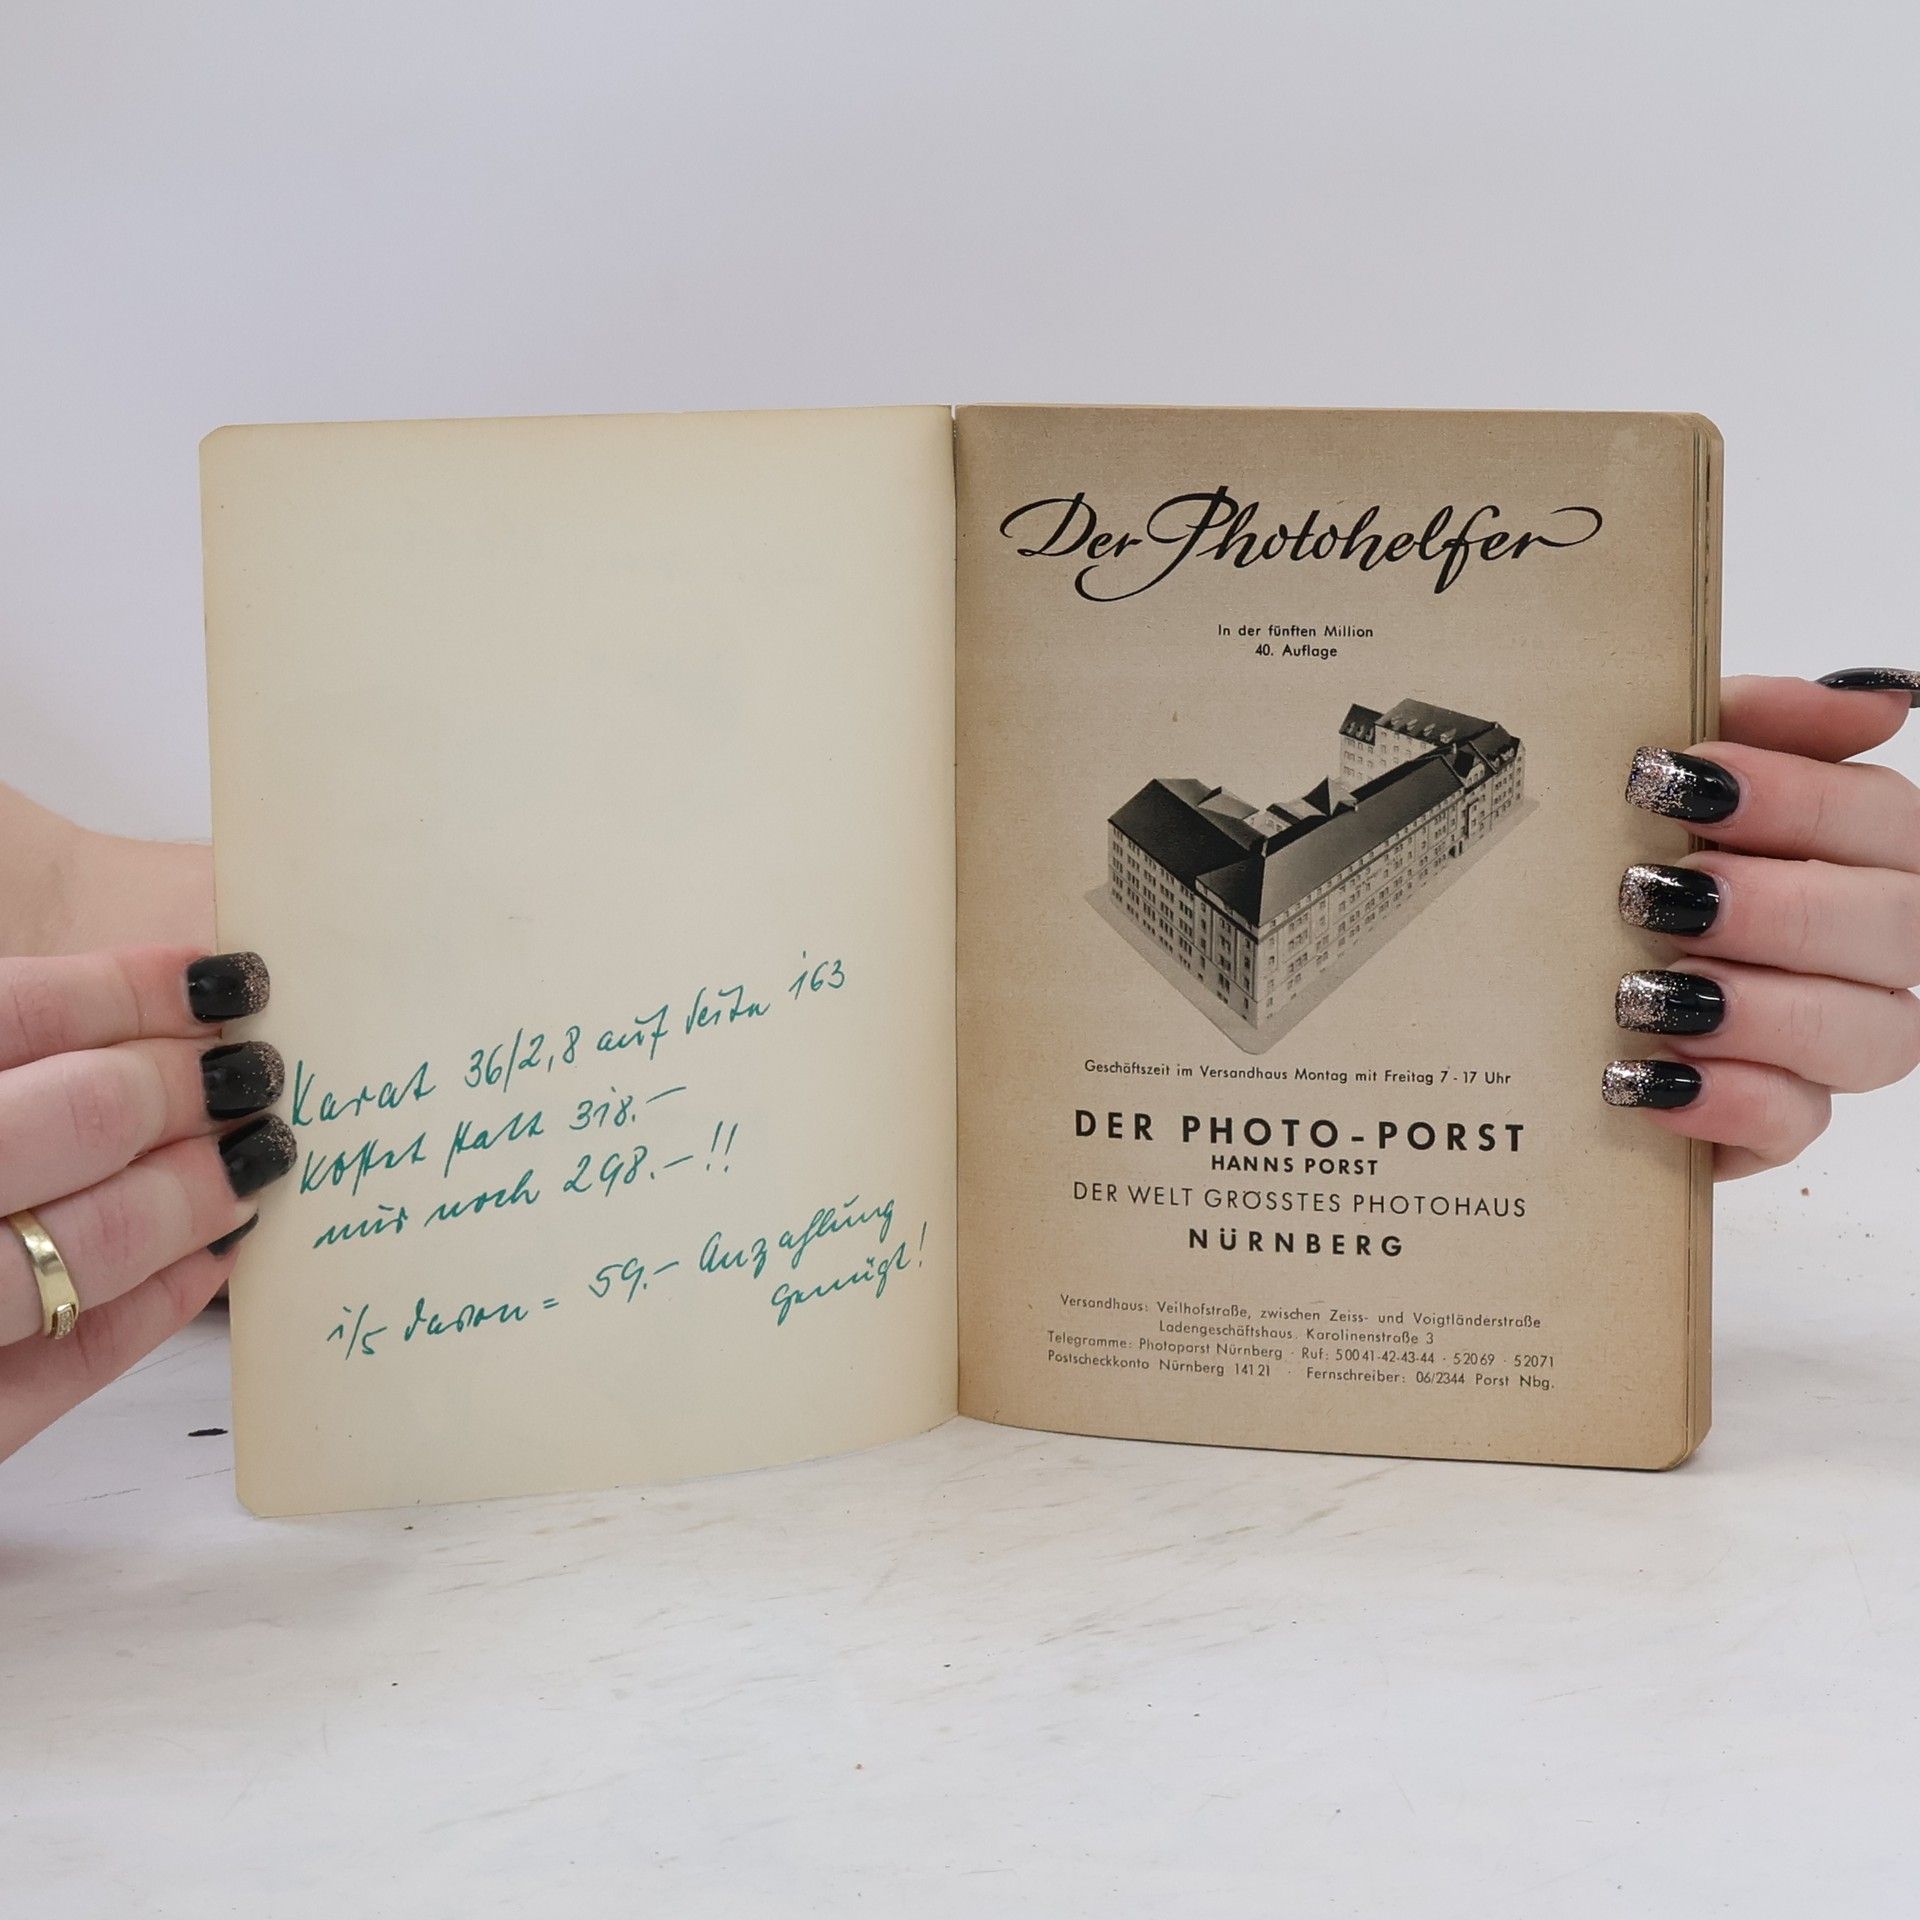 Karat 36/2,8 auf Seite 163
kostet statt 318.–
nur noch 298.– !!
1/5 davon = 59.– Anzahlung
genügt!
Der Photohelfer
In der fünften Million
40. Auflage
Geschäftszeit im Versandhaus Montag mit Freitag 7 - 17 Uhr
DER PHOTO-PORST
HANNS PORST
DER WELT GRÖSSTES PHOTOHAUS
NÜRNBERG
Versandhaus: Veilhofstraße, zwischen Zeiss- und Voigtländerstraße
Ladengeschäftshaus. Karolinenstraße 3
Telegramme: Photoporst Nürnberg · Ruf: 50041-42-43-44 · 52069 · 52071
Postscheckkonto Nürnberg 14121 · Fernschreiber: 06/2344 Porst Nbg.